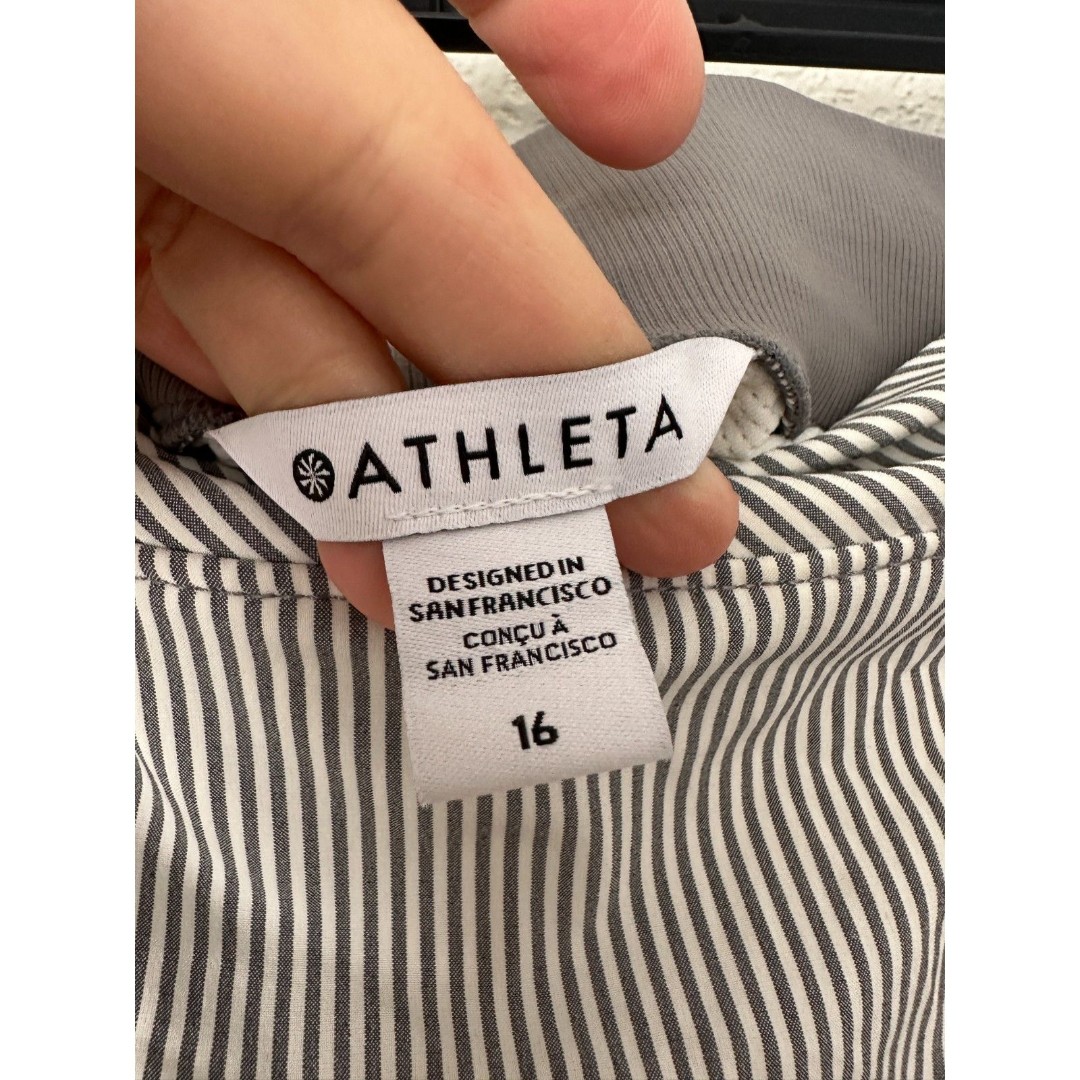 ATHLETA
DESIGNED IN
SAN FRANCISCO
CONÇU À
SAN FRANCISCO
16